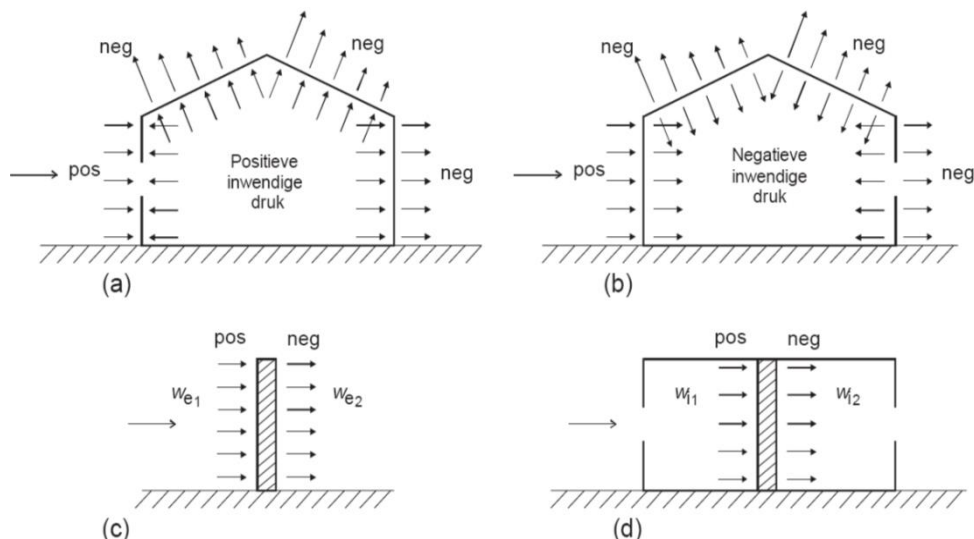 neg
neg
pos
Positieve
inwendige
druk
neg
(a)
neg
neg
pos
Negatieve
inwendige
druk
neg
(b)
pos
neg
we1
we2
(c)
pos
neg
wi1
wi2
(d)